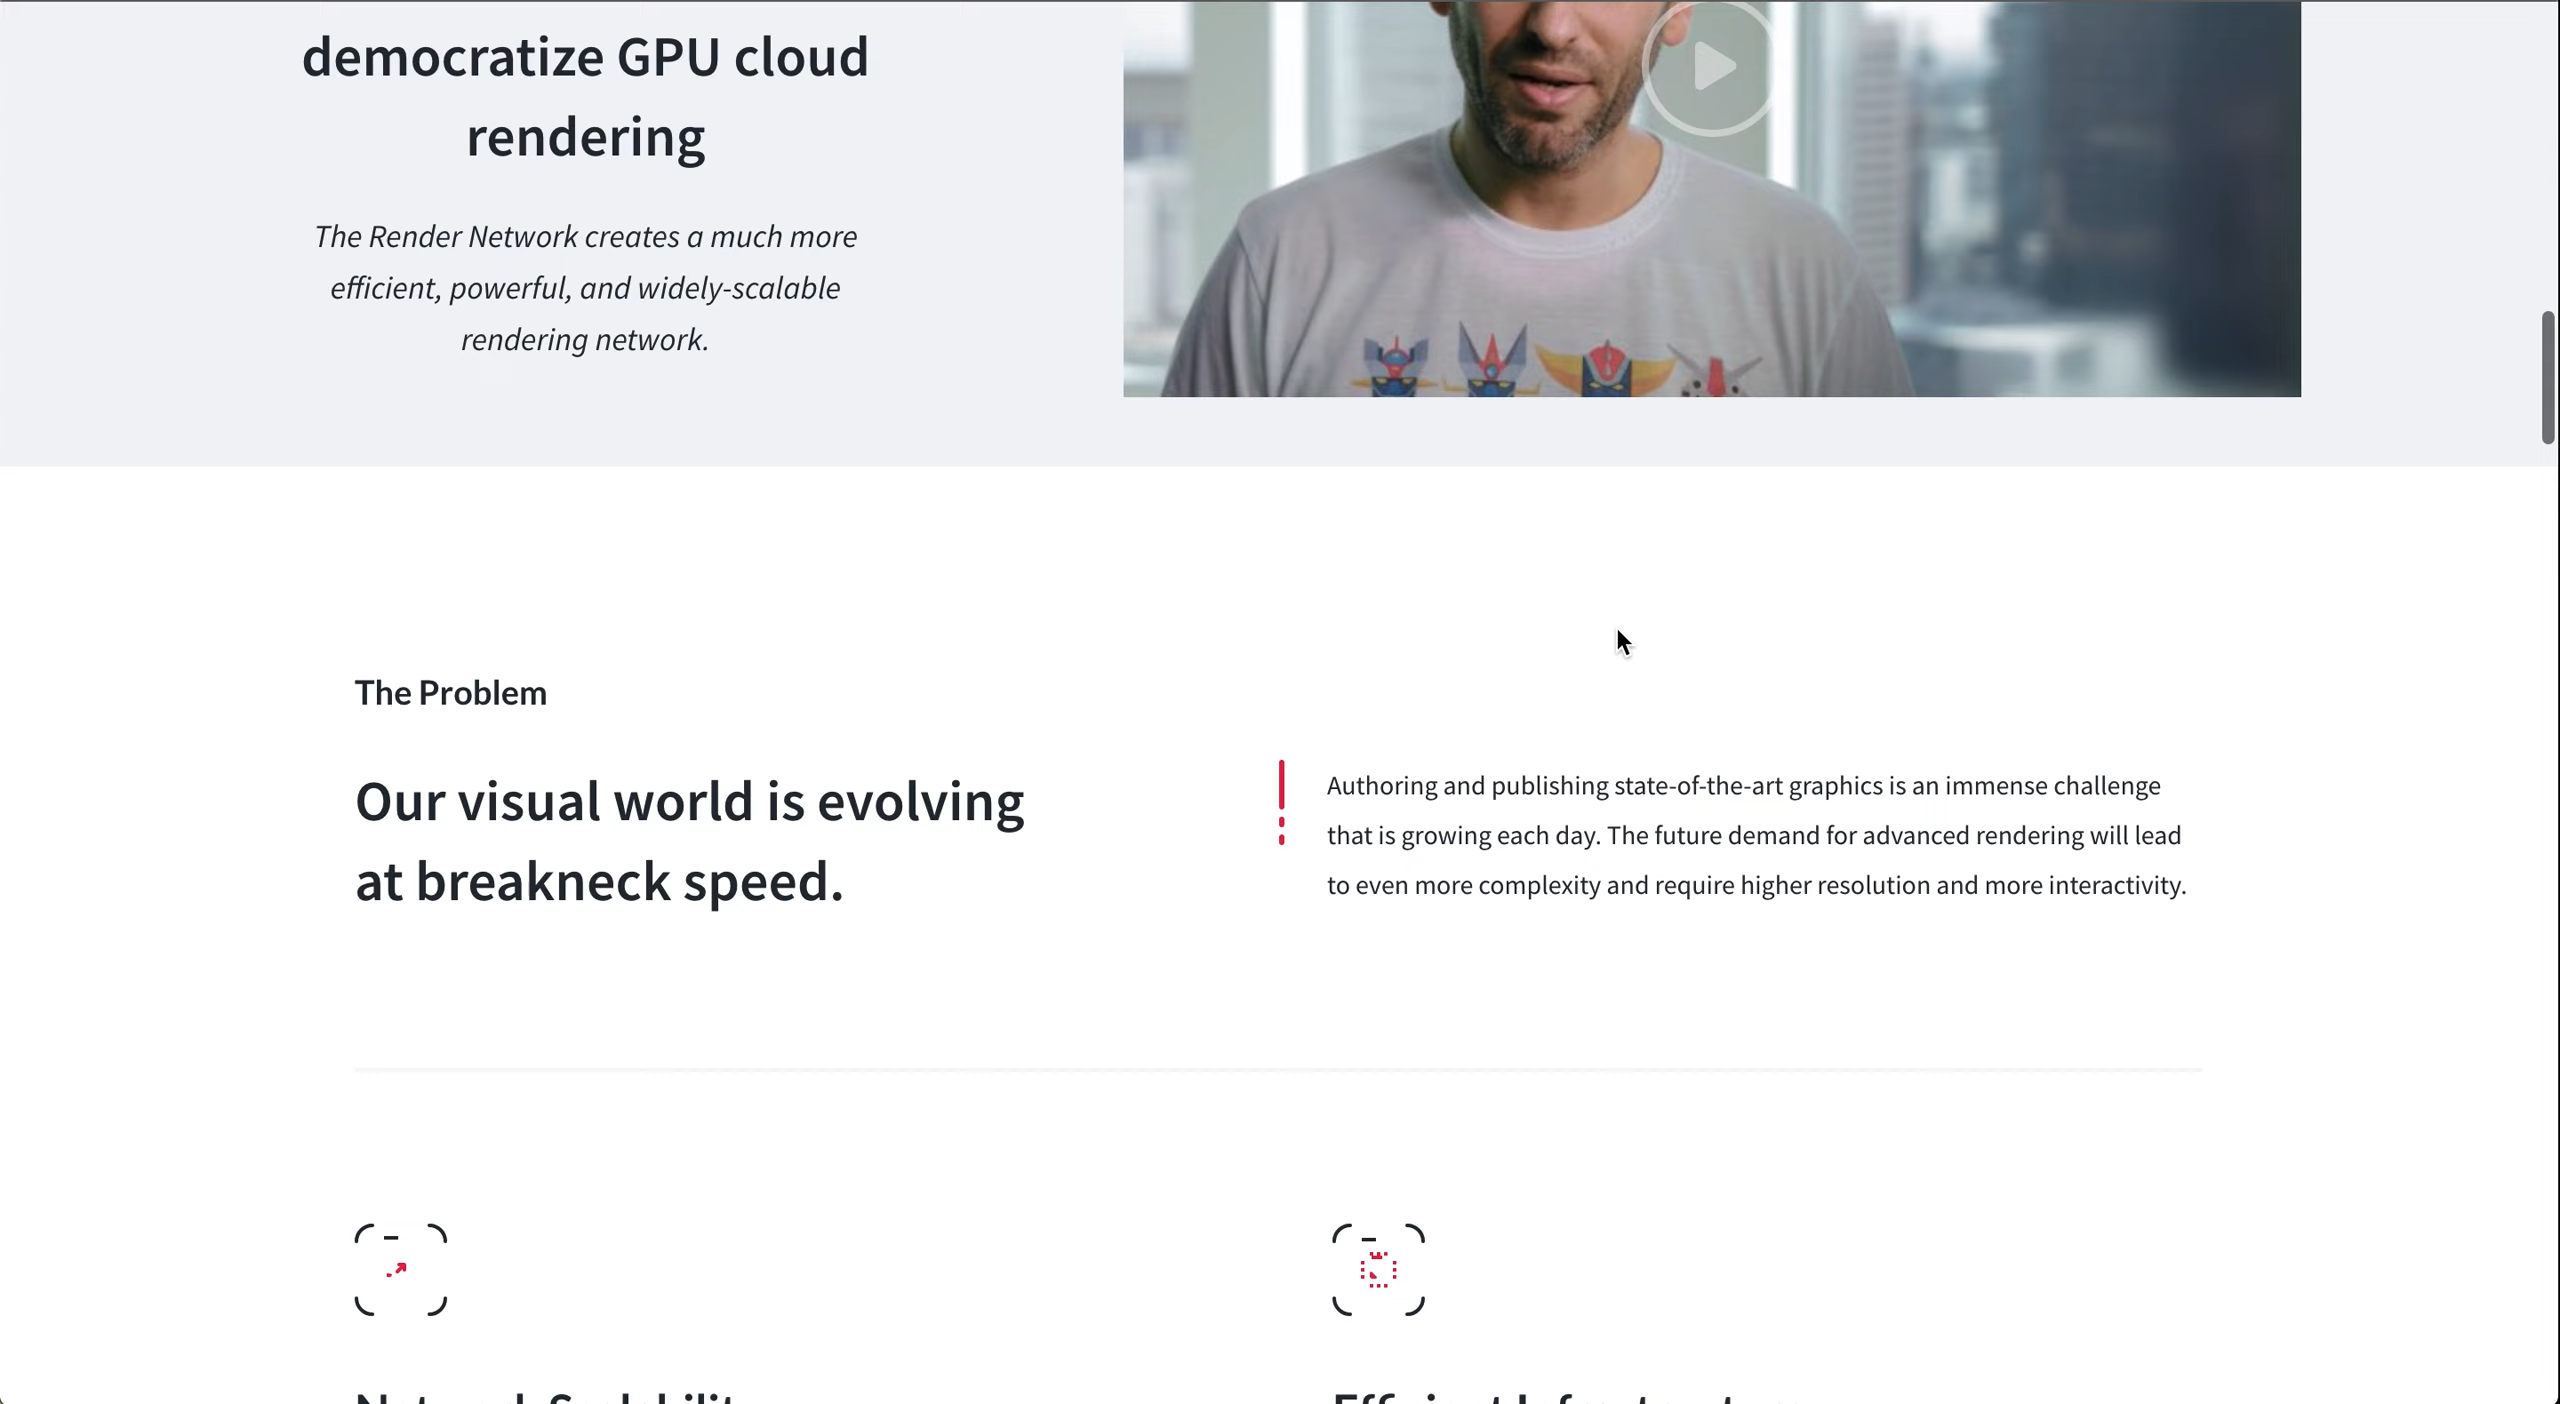 democratize GPU cloud
rendering
The Render Network creates a much more
efficient, powerful, and widely-scalable
rendering network.
The Problem
Our visual world is evolving
at breakneck speed.
Authoring and publishing state-of-the-art graphics is an immense challenge
that is growing each day. The future demand for advanced rendering will lead
to even more complexity and require higher resolution and more interactivity.